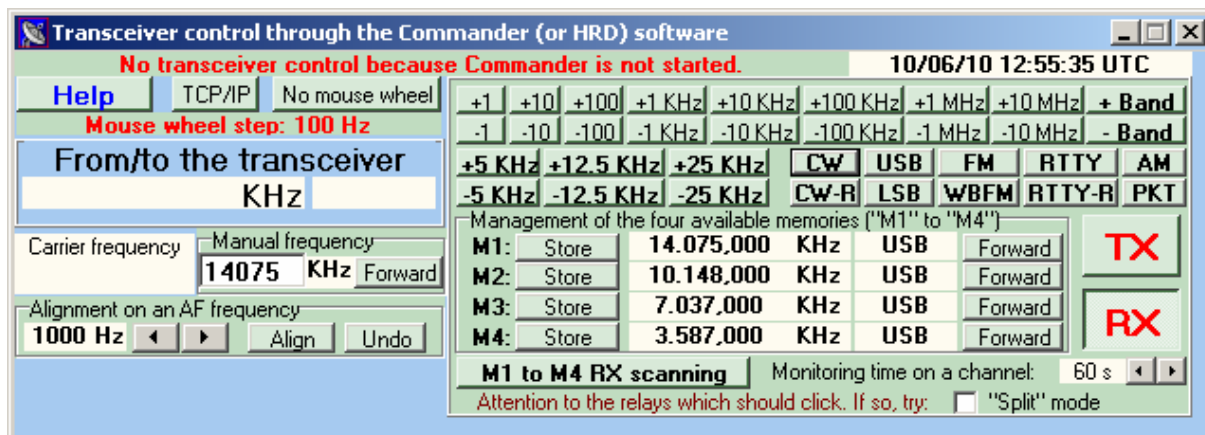 Transceiver control through the Commander (or HRD) software
No transceiver control because Commander is not started. 10/06/10 12:55:35 UTC
Help TCP/IP No mouse wheel
Mouse wheel step: 100 Hz
From/to the transceiver
KHz
Carrier frequency
Manual frequency
14075 KHz Forward
Alignment on an AF frequency
1000 Hz Align Undo
+1 +10 +100 +1 KHz +10 KHz +100 KHz +1 MHz +10 MHz + Band
-1 -10 -100 -1 KHz -10 KHz -100 KHz -1 MHz -10 MHz - Band
+5 KHz +12.5 KHz +25 KHz CW USB FM RTTY AM
-5 KHz -12.5 KHz -25 KHz CW-R LSB WBFM RTTY-R PKT
Management of the four available memories ("M1" to "M4")
M1: Store 14.075,000 KHz USB Forward
M2: Store 10.148,000 KHz USB Forward
M3: Store 7.037,000 KHz USB Forward
M4: Store 3.587,000 KHz USB Forward
TX
RX
M1 to M4 RX scanning Monitoring time on a channel: 60 s
Attention to the relays which should click. If so, try: "Split" mode